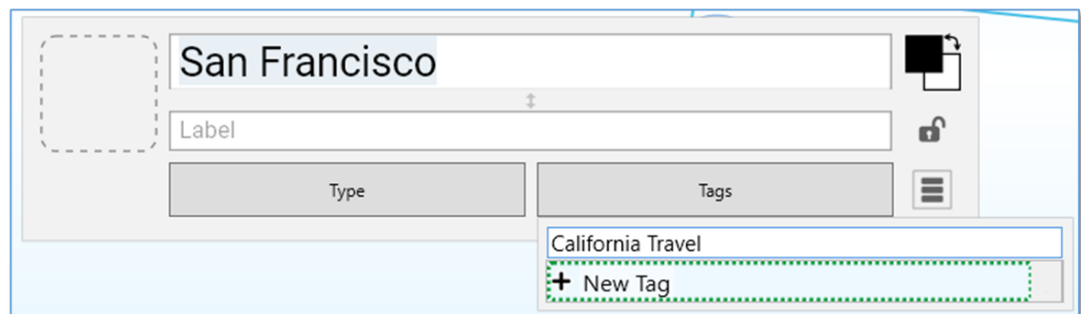 San Francisco
Label
Type
Tags
California Travel
New Tag